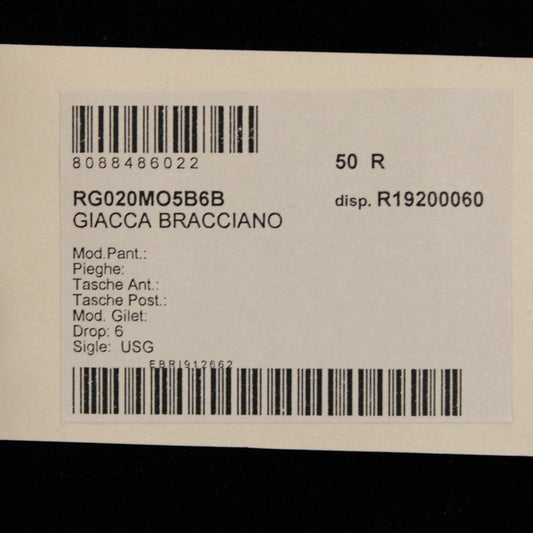 8088486022
50 R
RG020MO5B6B
disp. R19200060
GIACCA BRACCIANO
Mod.Pant.:
Pieghe:
Tasche Ant.:
Tasche Post.:
Mod. Gilet:
Drop: 6
Sigle: USG
EBRI912662